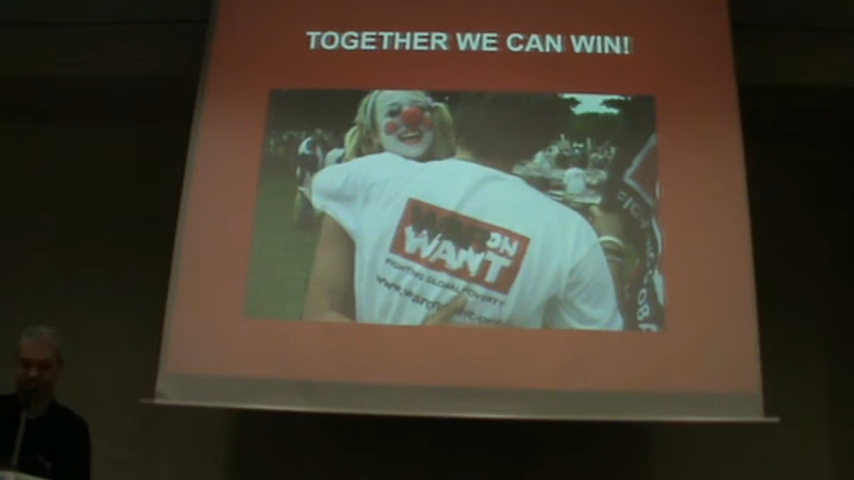 TOGETHER WE CAN WIN!
WAR ON
WANT
FIGHTING GLOBAL POVERTY